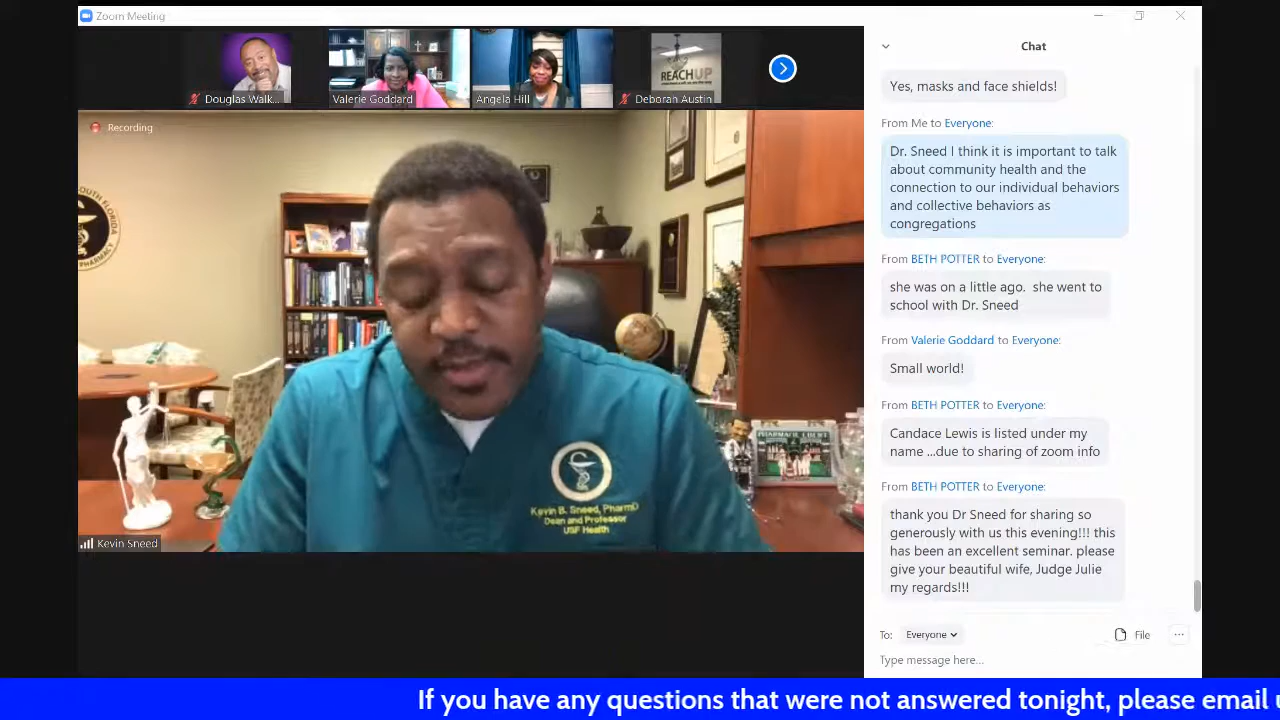 Zoom Meeting
Douglas Walk...
Valerie Goddard
Angela Hill
REACHUP
Deborah Austin
Recording
SOUTH FLORIDA
PHARMACY
Kevin B. Sneed, PharmD
Dean and Professor
USF Health
Kevin Sneed
Chat
Yes, masks and face shields!
From Me to Everyone:
Dr. Sneed I think it is important to talk
about community health and the
connection to our individual behaviors
and collective behaviors as
congregations
From BETH POTTER to Everyone:
she was on a little ago. she went to
school with Dr. Sneed
From Valerie Goddard to Everyone:
Small world!
From BETH POTTER to Everyone:
Candace Lewis is listed under my
name ...due to sharing of zoom info
From BETH POTTER to Everyone:
thank you Dr Sneed for sharing so
generously with us this evening!!! this
has been an excellent seminar. please
give your beautiful wife, Judge Julie
my regards!!!
To: Everyone
File
Type message here...
If you have any questions that were not answered tonight, please email